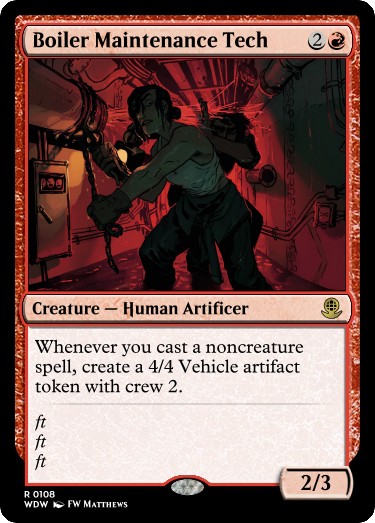 Boiler Maintenance Tech 2
Creature — Human Artificer
Whenever you cast a noncreature
spell, create a 4/4 Vehicle artifact
token with crew 2.
ft
ft
ft
2/3
R 0108
WDW FW Matthews